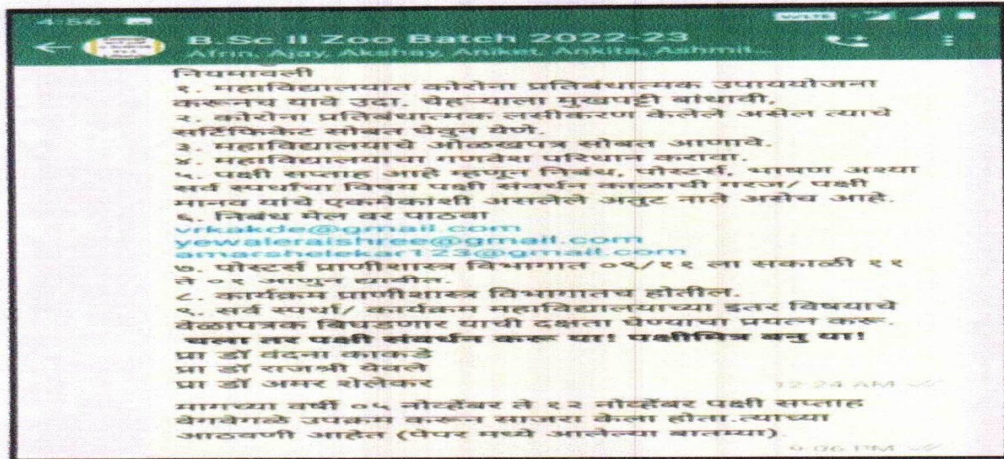 4:56
B.Sc II Zoo Batch 2022-23
Afrin, Ajay, Akshay, Aniket, Ankita, Ashmit...
नियमावली
१. महाविद्यालयात कोरोना प्रतिबंधात्मक उपाययोजना
करूनच यावे उदा. चेहऱ्याला मुखपट्टी बांधावी.
२. कोरोना प्रतिबंधात्मक लसीकरण केलेले असेल त्याचे
सर्टिफिकेट सोबत घेवुन येणे.
३. महाविद्यालयाचे ओळखपत्र सोबत आणावे.
४. महाविद्यालयाचा गणवेश परिधान करावा.
५. पक्षी सप्ताह आहे म्हणून निबंध, पोस्टर्स, भाषण अश्या
सर्व स्पर्धांचा विषय पक्षी संवर्धन काळाची गरज/ पक्षी
मानव यांचे एकमेकांशी असलेले अतुट नाते असेच आहे.
६. निबंध मेल वर पाठवा
vrkakde@gmail.com
yewaleraishree@gmail.com
amarshelekar123@gmail.com
७. पोस्टर्स प्राणीशास्त्र विभागात ०९/११ ला सकाळी ११
ते ०१ आणुन द्यावीत.
८. कार्यक्रम प्राणीशास्त्र विभागातच होतील.
९. सर्व स्पर्धा/ कार्यक्रम महाविद्यालयाच्या इतर विषयाचे
वेळापत्रक बिघडणार याची दक्षता घेण्याचा प्रयत्न करू.
चला तर पक्षी संवर्धन करू या! पक्षीमित्र बनु या!
प्रा डॉ वंदना काकडे
प्रा डॉ राजश्री येवले
प्रा डॉ अमर शेलेकर
12:24 AM
मागच्या वर्षी ०५ नोव्हेंबर ते १२ नोव्हेंबर पक्षी सप्ताह
वेगवेगळे उपक्रम करून साजरा केला होता.त्याच्या
आठवणी आहेत (पेपर मध्ये आलेल्या बातम्या).
9:06 PM